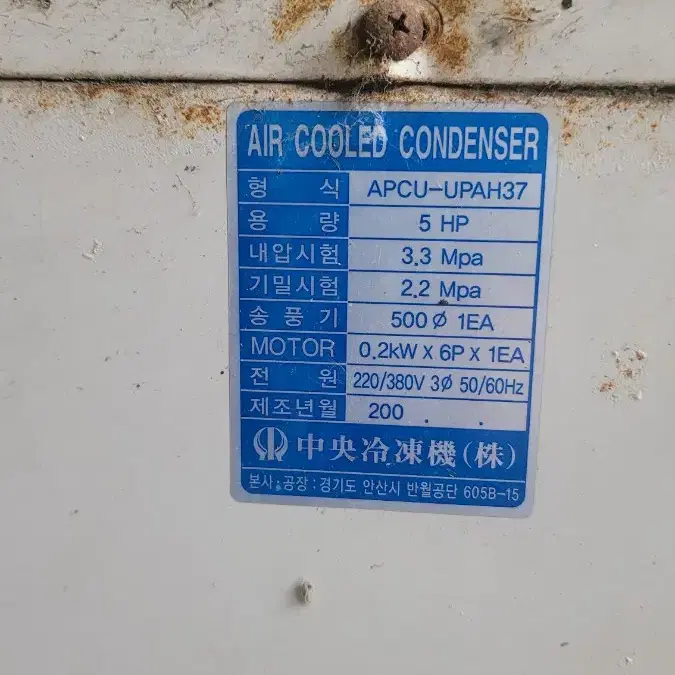 AIR COOLED CONDENSER
형 식 APCU-UPAH37
용 량 5 HP
내압시험 3.3 Mpa
기밀시험 2.2 Mpa
송 풍 기 500 Ø 1EA
MOTOR 0.2kW X 6P X 1EA
전 원 220/380V 3Ø 50/60Hz
제조년월 200 . .
中央冷凍機(株)
본사·공장 : 경기도 안산시 반월공단 605B-15